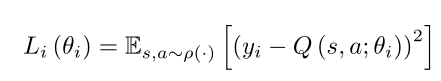 L_i (θ_i) = 𝔼_{s,a∼ρ(·)} [(y_i − Q (s, a; θ_i))^2]